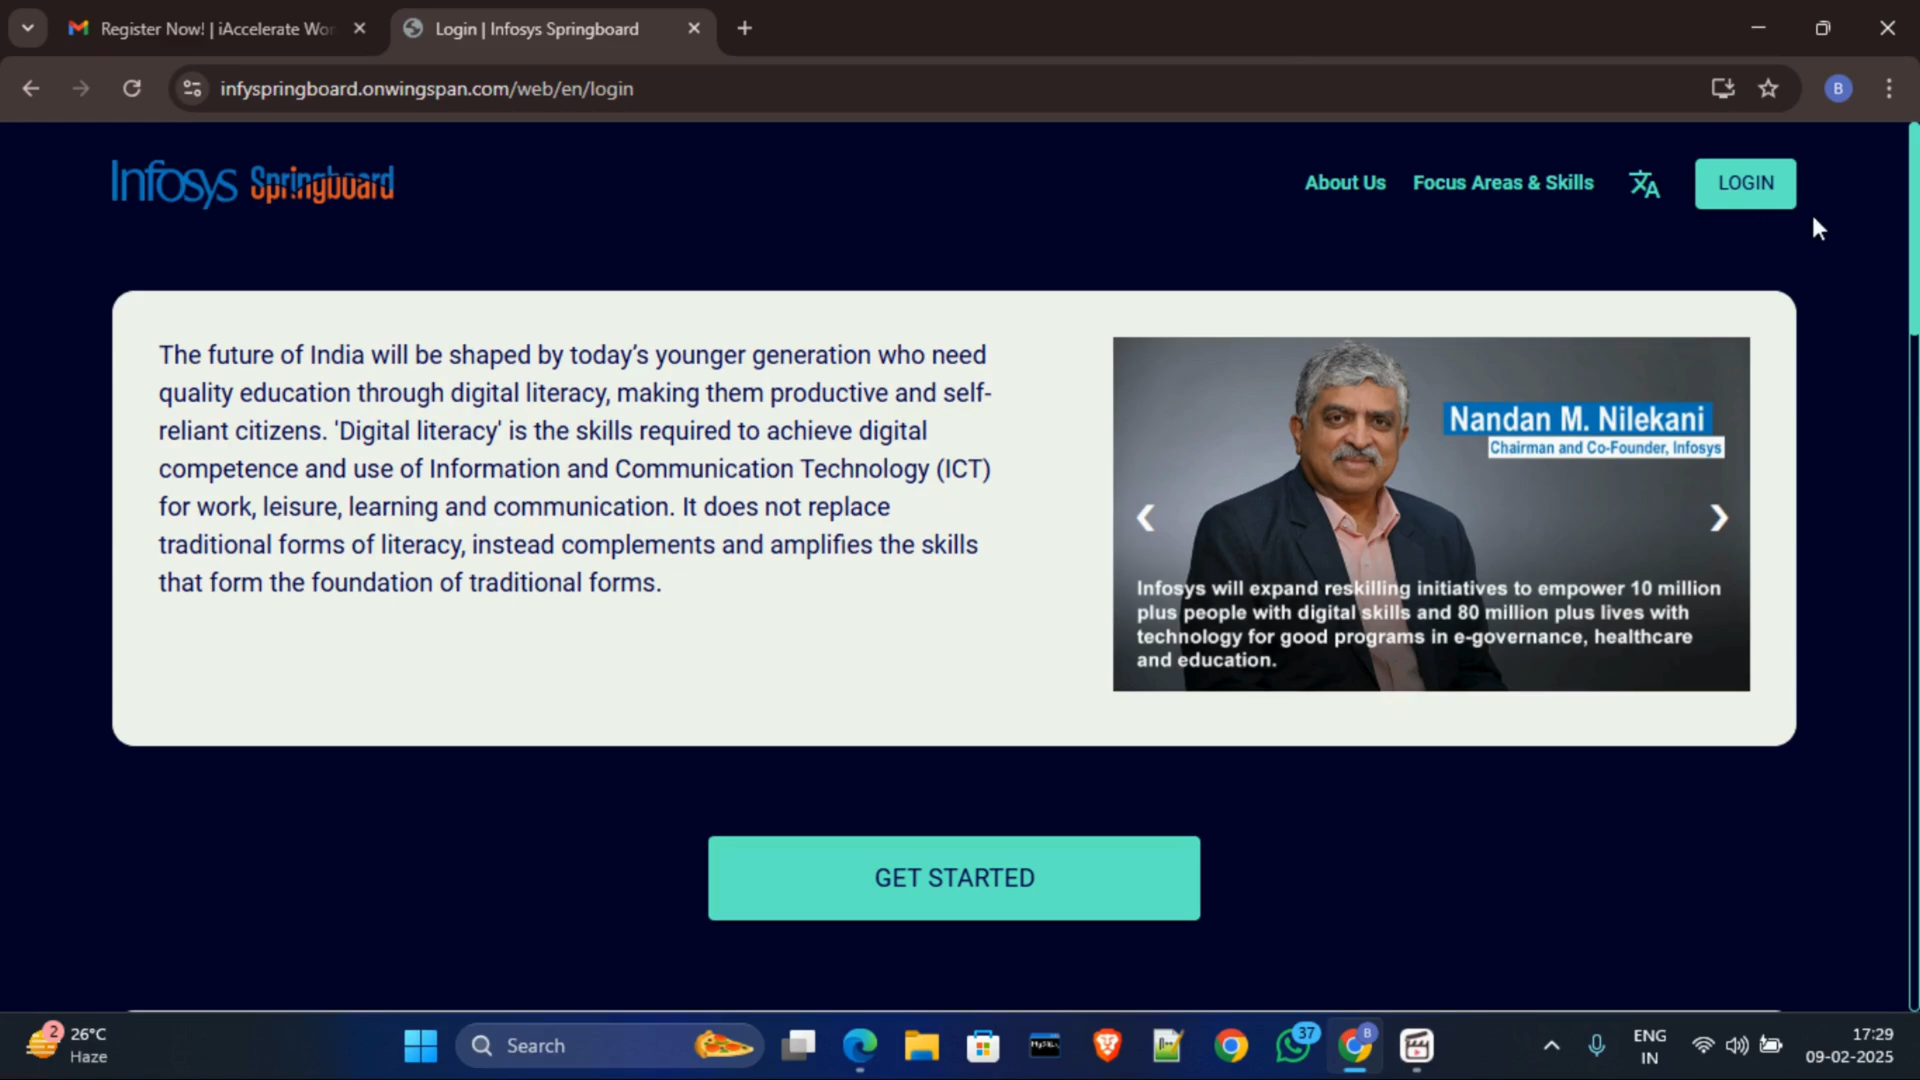 Register Now! | iAccelerate Wor
Login | Infosys Springboard
infyspringboard.onwingspan.com/web/en/login
B
Infosys Springboard
About Us
Focus Areas & Skills
LOGIN
The future of India will be shaped by today’s younger generation who need
quality education through digital literacy, making them productive and self-
reliant citizens. 'Digital literacy' is the skills required to achieve digital
competence and use of Information and Communication Technology (ICT)
for work, leisure, learning and communication. It does not replace
traditional forms of literacy, instead complements and amplifies the skills
that form the foundation of traditional forms.
Nandan M. Nilekani
Chairman and Co-Founder, Infosys
Infosys will expand reskilling initiatives to empower 10 million
plus people with digital skills and 80 million plus lives with
technology for good programs in e-governance, healthcare
and education.
GET STARTED
2
26°C
Haze
Search
MySQL
37
B
ENG
IN
17:29
09-02-2025